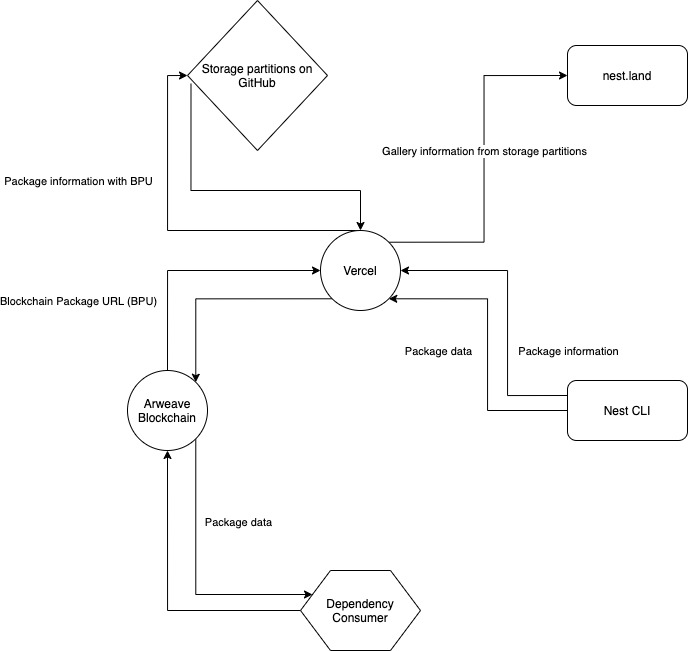 Storage partitions on
GitHub
nest.land
Gallery information from storage partitions
Package information with BPU
Vercel
Blockchain Package URL (BPU)
Package data
Package information
Arweave
Blockchain
Nest CLI
Package data
Dependency
Consumer